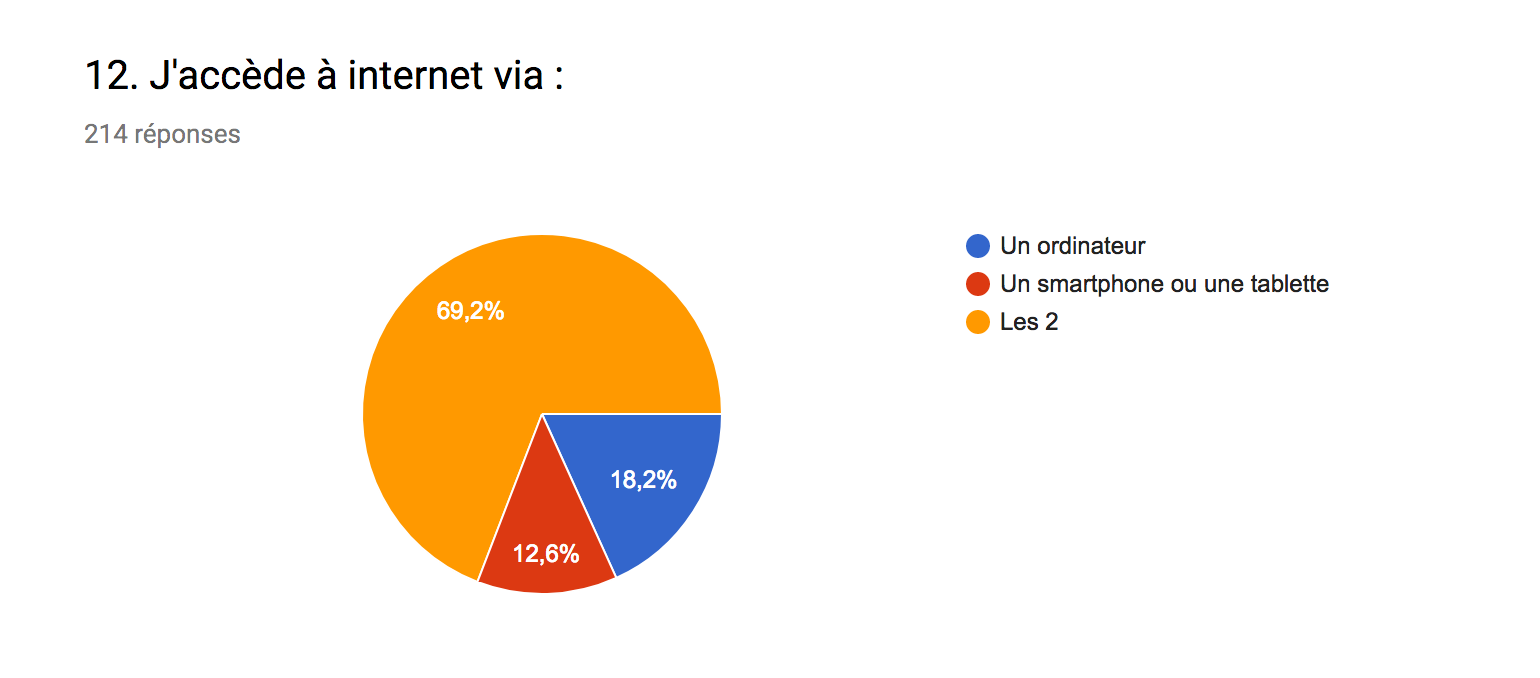 12. J'accède à internet via :
214 réponses
Un ordinateur
Un smartphone ou une tablette
Les 2
69,2%
18,2%
12,6%